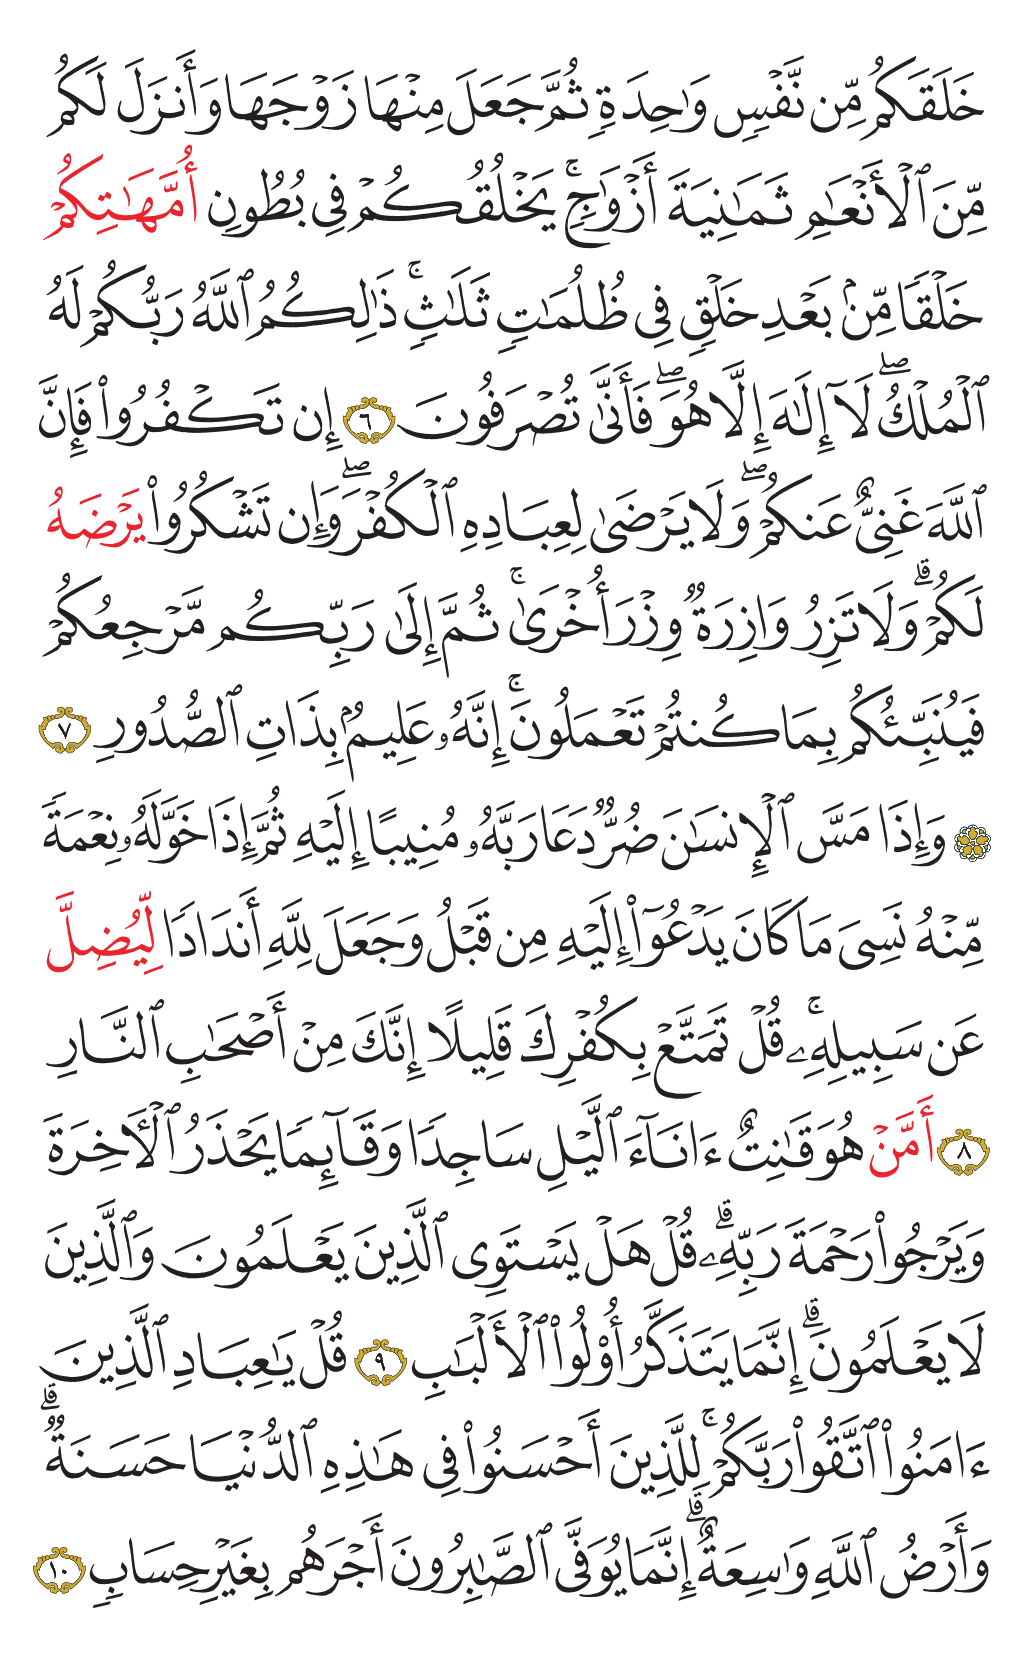 خَلَقَكُم مِّن نَّفْسٍ وَٰحِدَةٍ ثُمَّ جَعَلَ مِنْهَا زَوْجَهَا وَأَنزَلَ لَكُم
مِّنَ ٱلْأَنْعَـٰمِ ثَمَـٰنِيَةَ أَزْوَٰجٍ ۚ يَخْلُقُكُمْ فِى بُطُونِ أُمَّهَـٰتِكُمْ
خَلْقًا مِّنۢ بَعْدِ خَلْقٍ فِى ظُلُمَـٰتٍ ثَلَـٰثٍ ۚ ذَٰلِكُمُ ٱللَّهُ رَبُّكُمْ لَهُ
ٱلْمُلْكُ ۖ لَآ إِلَـٰهَ إِلَّا هُوَ ۖ فَأَنَّىٰ تُصْرَفُونَ ٦ إِن تَكْفُرُوا۟ فَإِنَّ
ٱللَّهَ غَنِىٌّ عَنكُمْ ۖ وَلَا يَرْضَىٰ لِعِبَادِهِ ٱلْكُفْرَ ۖ وَإِن تَشْكُرُوا۟ يَرْضَهُ
لَكُمْ ۗ وَلَا تَزِرُ وَازِرَةٌ وِزْرَ أُخْرَىٰ ۚ ثُمَّ إِلَىٰ رَبِّكُم مَّرْجِعُكُمْ
فَيُنَبِّئُكُم بِمَا كُنتُمْ تَعْمَلُونَ ۚ إِنَّهُۥ عَلِيمٌۢ بِذَاتِ ٱلصُّدُورِ ٧
۞ وَإِذَا مَسَّ ٱلْإِنسَـٰنَ ضُرٌّ دَعَا رَبَّهُۥ مُنِيبًا إِلَيْهِ ثُمَّ إِذَا خَوَّلَهُۥ نِعْمَةً
مِّنْهُ نَسِىَ مَا كَانَ يَدْعُوٓا۟ إِلَيْهِ مِن قَبْلُ وَجَعَلَ لِلَّهِ أَندَادًا لِّيُضِلَّ
عَن سَبِيلِهِۦ ۚ قُلْ تَمَتَّعْ بِكُفْرِكَ قَلِيلًا إِنَّكَ مِنْ أَصْحَـٰبِ ٱلنَّارِ
٨ أَمَّنْ هُوَ قَـٰنِتٌ ءَانَآءَ ٱلَّيْلِ سَاجِدًا وَقَآئِمًا يَحْذَرُ ٱلْـَٔاخِرَةَ
وَيَرْجُوا۟ رَحْمَةَ رَبِّهِۦ ۗ قُلْ هَلْ يَسْتَوِى ٱلَّذِينَ يَعْلَمُونَ وَٱلَّذِينَ
لَا يَعْلَمُونَ ۗ إِنَّمَا يَتَذَكَّرُ أُو۟لُوا۟ ٱلْأَلْبَـٰبِ ٩ قُلْ يَـٰعِبَادِ ٱلَّذِينَ
ءَامَنُوا۟ ٱتَّقُوا۟ رَبَّكُمْ ۚ لِلَّذِينَ أَحْسَنُوا۟ فِى هَـٰذِهِ ٱلدُّنْيَا حَسَنَةٌ ۗ
وَأَرْضُ ٱللَّهِ وَٰسِعَةٌ ۗ إِنَّمَا يُوَفَّى ٱلصَّـٰبِرُونَ أَجْرَهُم بِغَيْرِ حِسَابٍ ١٠